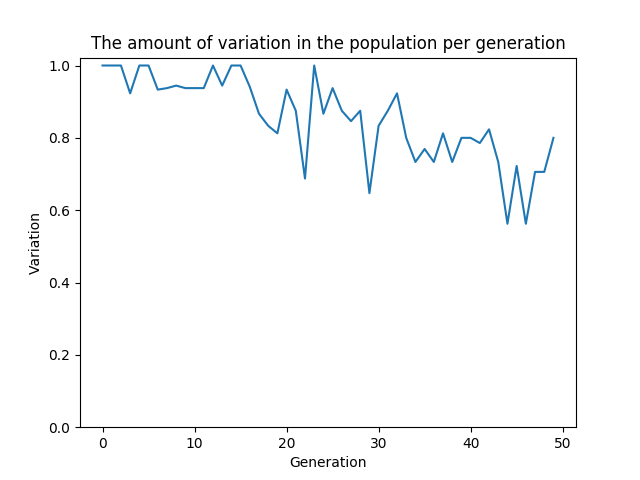 The amount of variation in the population per generation
1.0
0.8
0.6
0.4
0.2
0.0
Variation
0 10 20 30 40 50
Generation